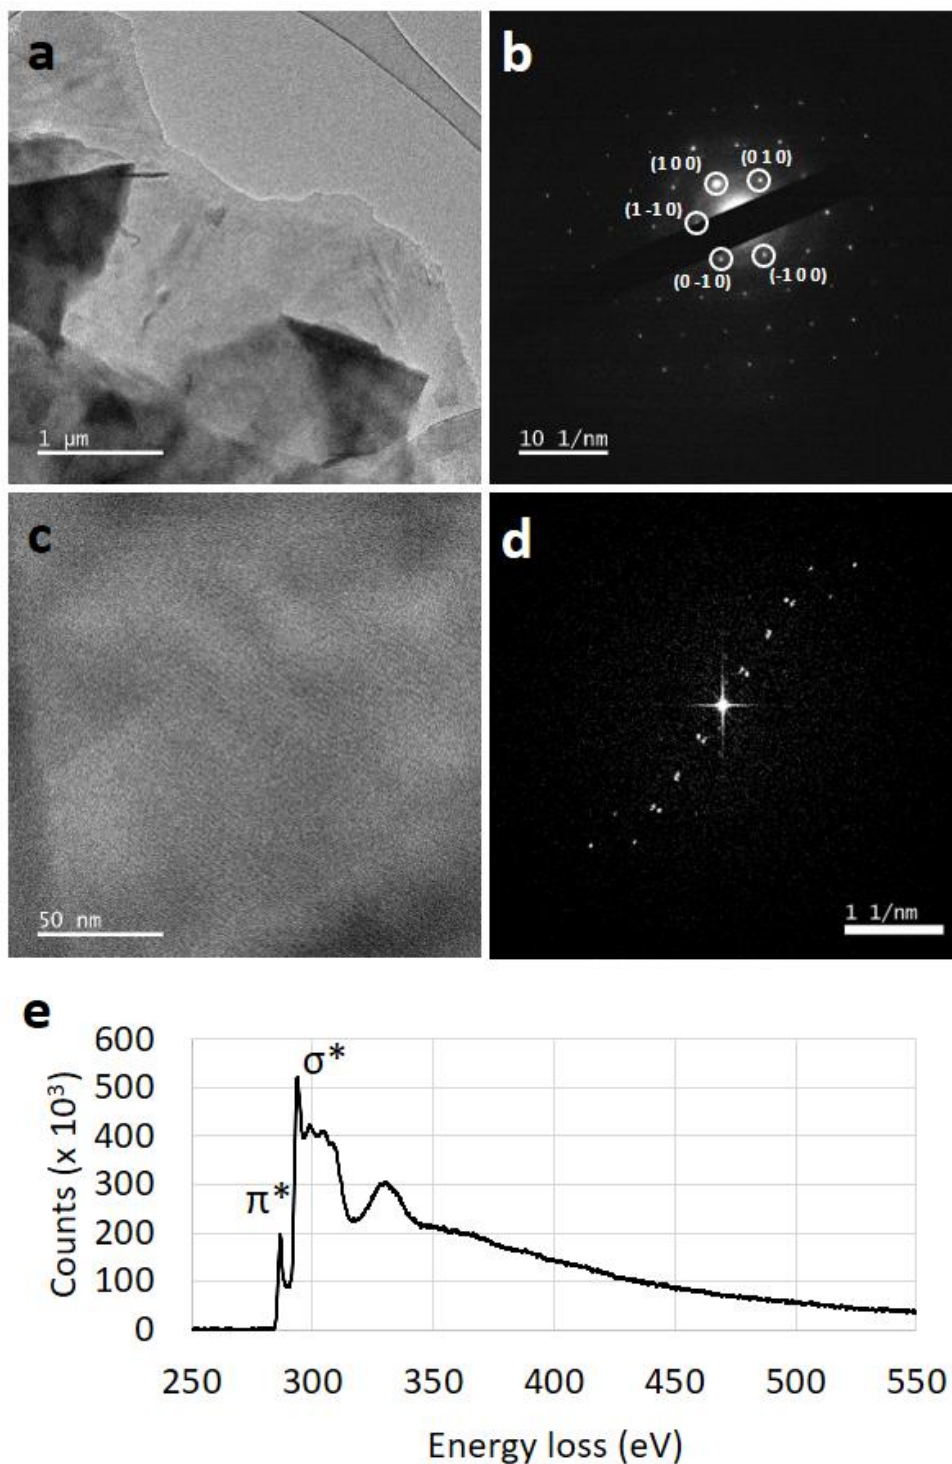 a
1 µm
b
(1 0 0)
(0 1 0)
(1 -1 0)
(0 -1 0)
(-1 0 0)
10 1/nm
c
50 nm
d
1 1/nm
e
Counts (x 10³)
600
500
400
300
200
100
0
π*
σ*
250 300 350 400 450 500 550
Energy loss (eV)